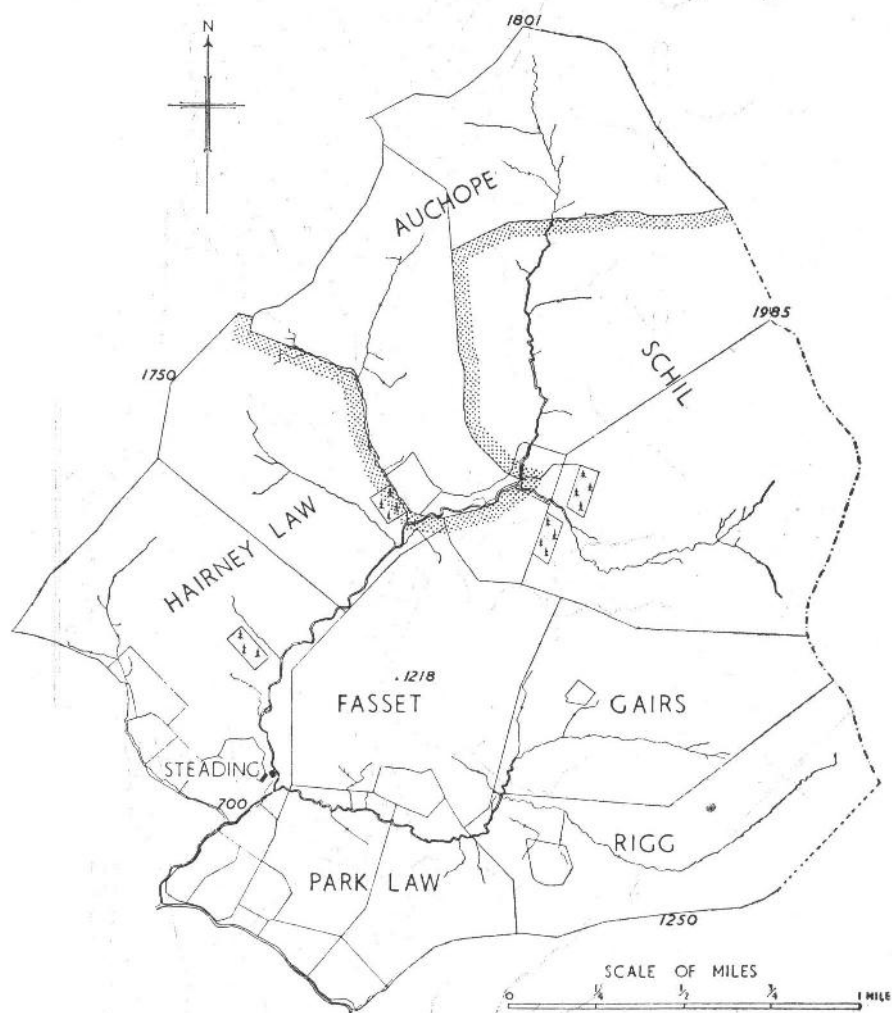 1801
N
AUCHOPE
1985
SCHIL
1750
HAIRNEY LAW
.1218
FASSET
GAIRS
STEADING
700
RIGG
PARK LAW
1250
SCALE OF MILES
0 1/4 1/2 3/4 1 MILE